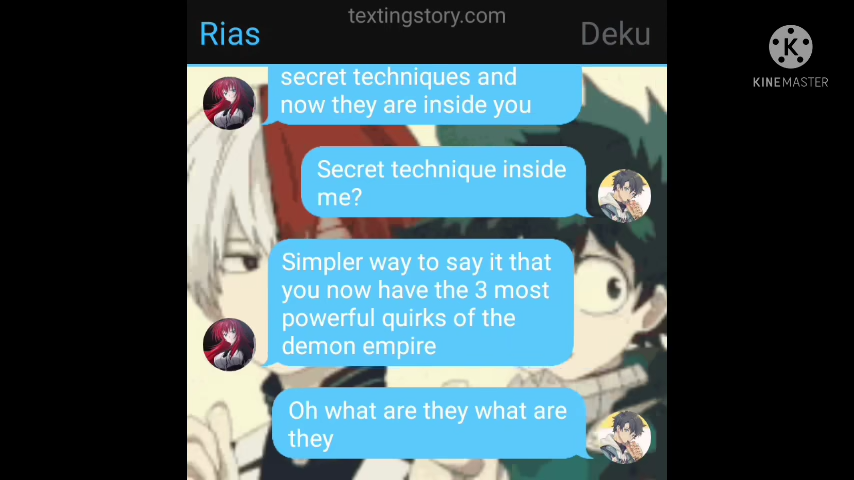 textingstory.com
Rias
Deku
KINEMASTER
secret techniques and
now they are inside you
Secret technique inside
me?
Simpler way to say it that
you now have the 3 most
powerful quirks of the
demon empire
Oh what are they what are
they